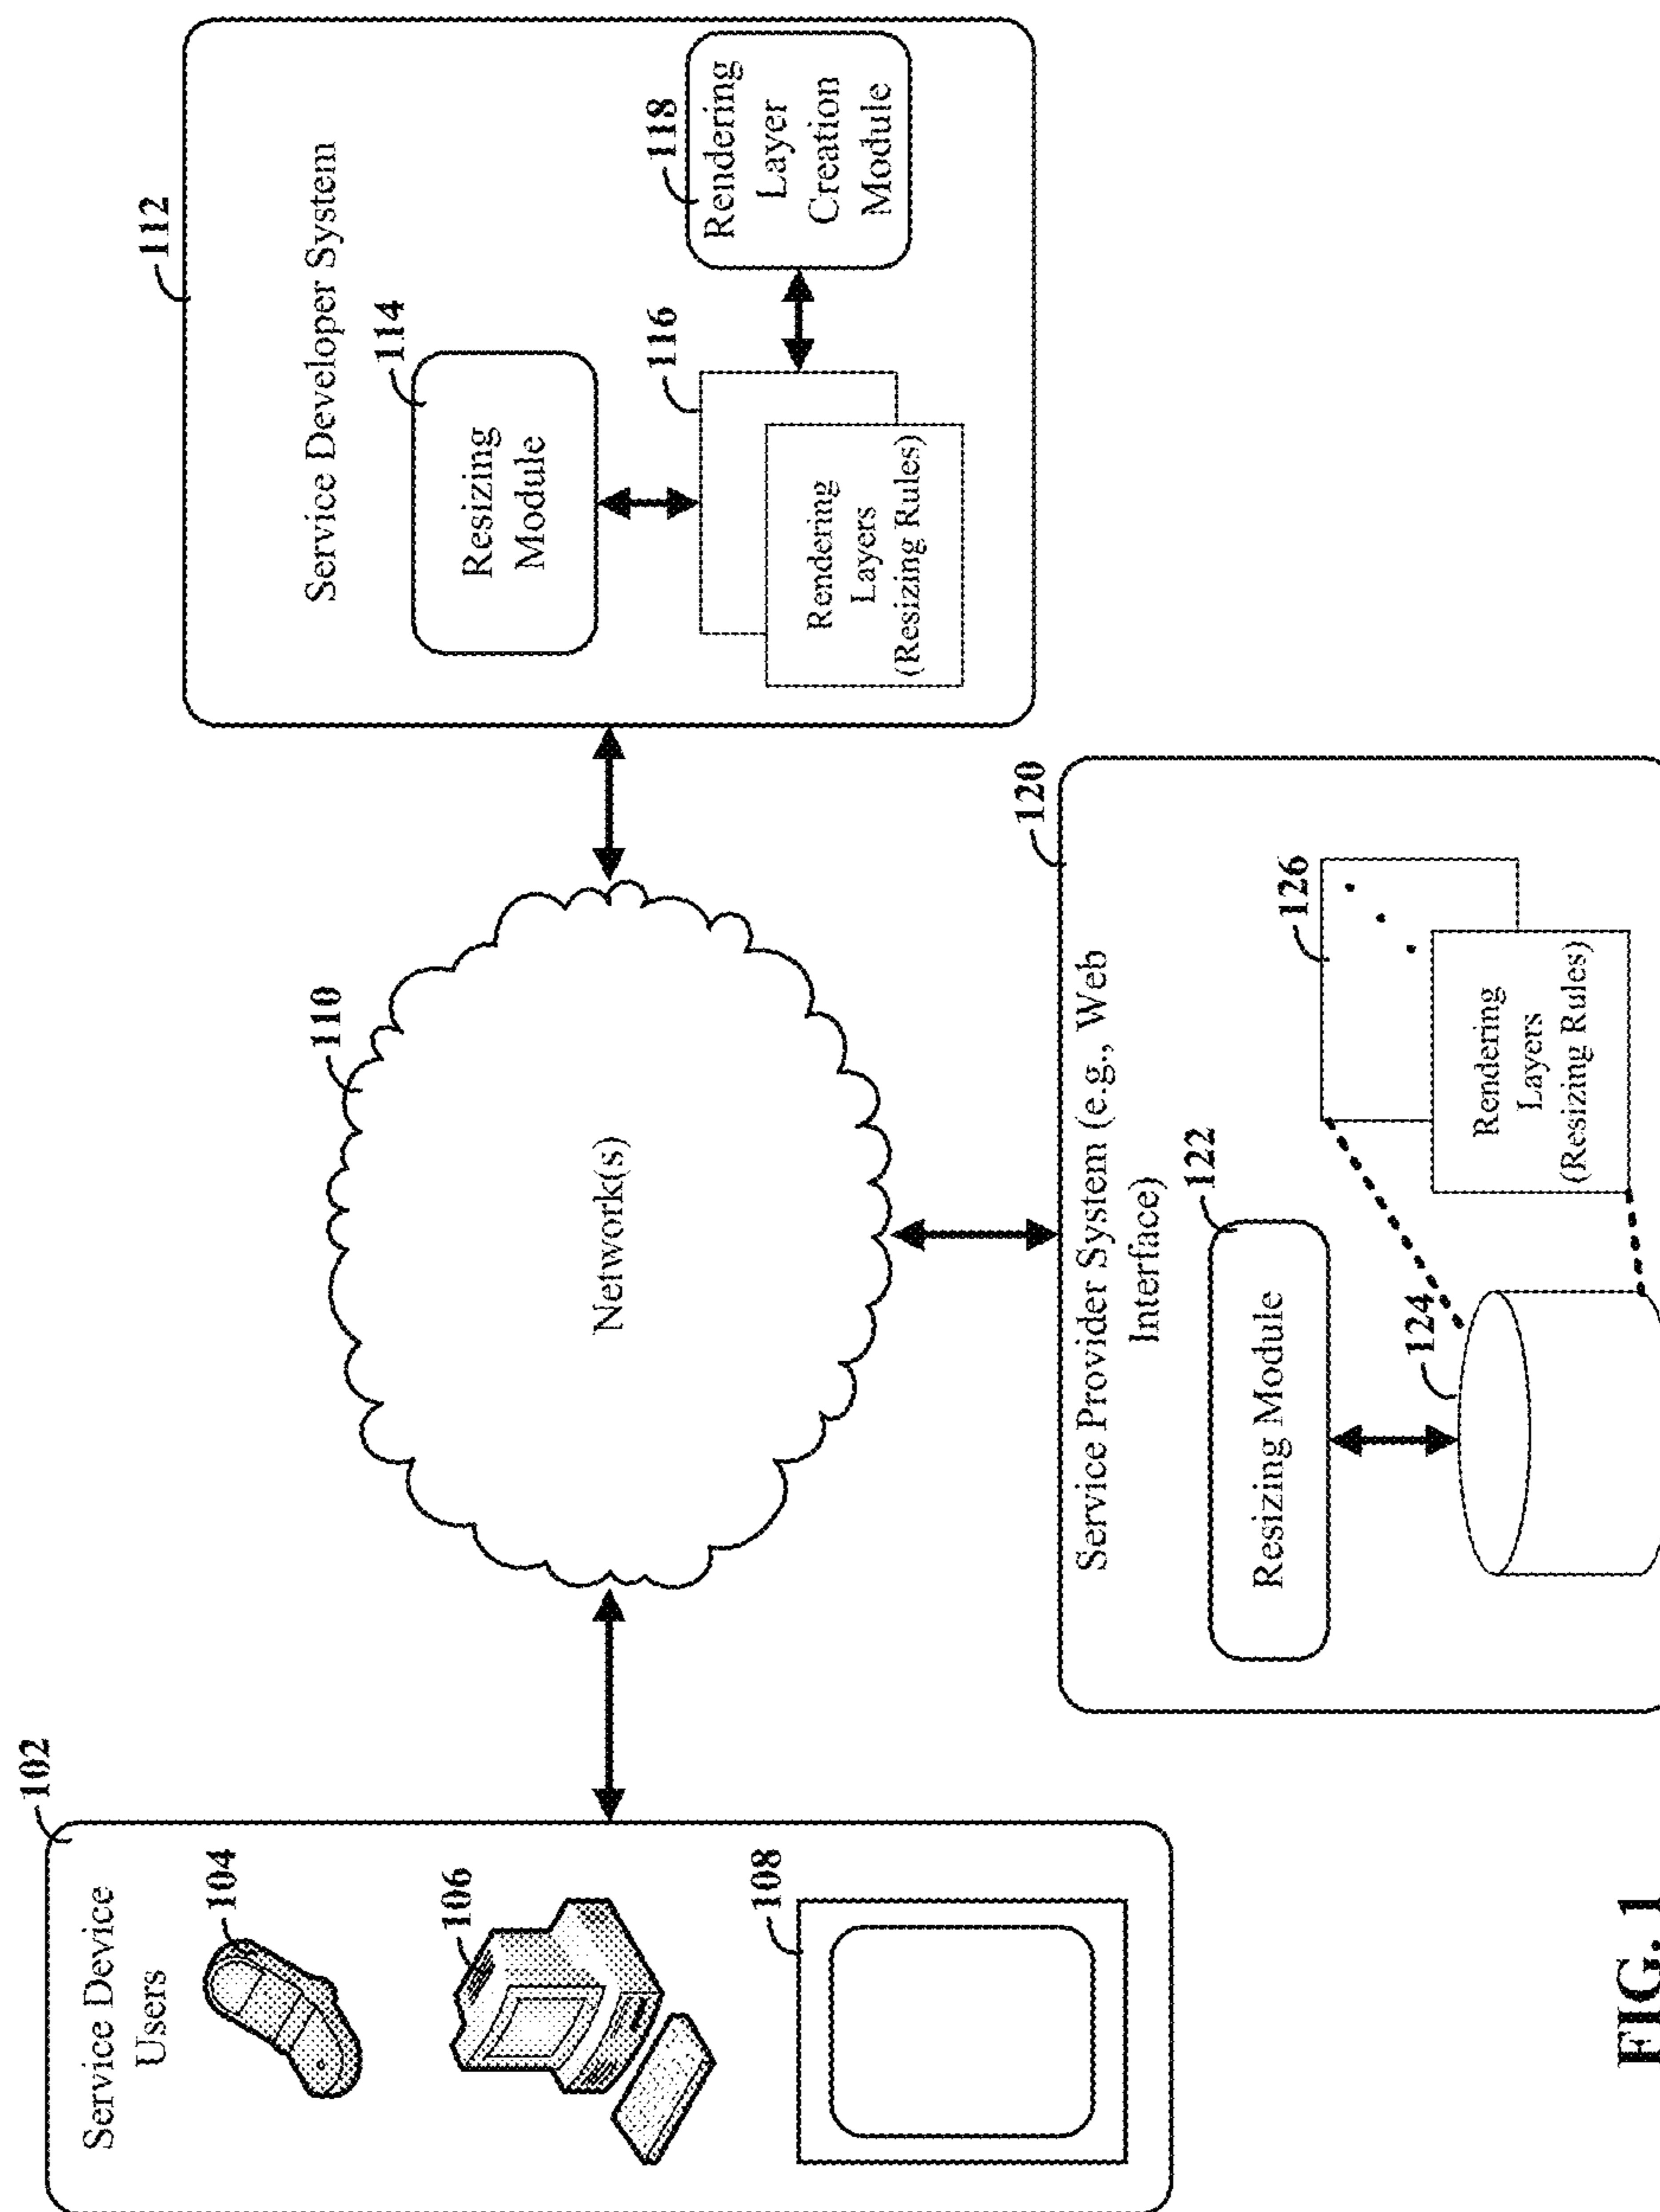 102
Service Device
Users
104
106
108
110
Network(s)
112
Service Developer System
114
Resizing
Module
116
Rendering
Layers
(Resizing Rules)
118
Rendering
Layer
Creation
Module
120
Service Provider System (e.g., Web
Interface)
122
Resizing Module
124
126
Rendering
Layers
(Resizing Rules)
FIG. 1